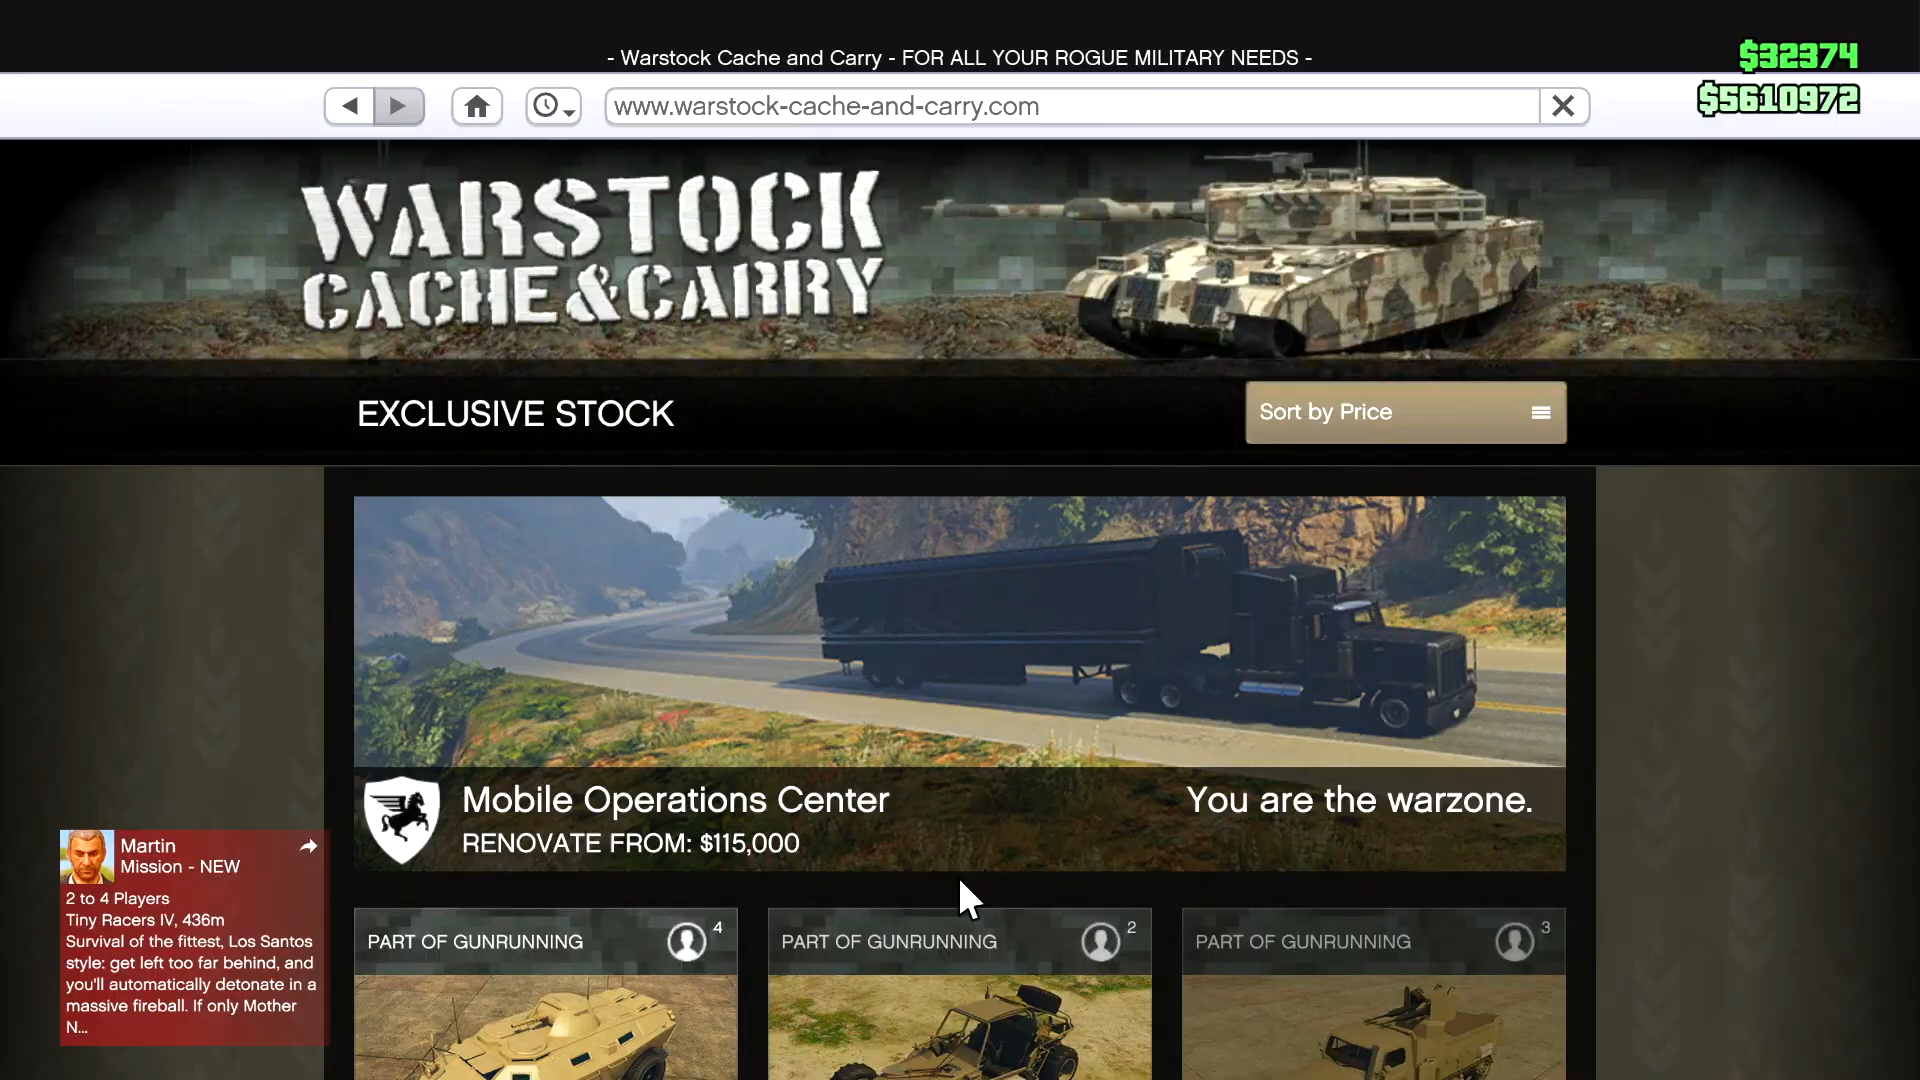 - Warstock Cache and Carry - FOR ALL YOUR ROGUE MILITARY NEEDS -
$32374
$5610972
www.warstock-cache-and-carry.com
WARSTOCK
CACHE&CARRY
EXCLUSIVE STOCK
Sort by Price
Mobile Operations Center
You are the warzone.
RENOVATE FROM: $115,000
Martin
Mission - NEW
2 to 4 Players
Tiny Racers IV, 436m
Survival of the fittest, Los Santos
style: get left too far behind, and
you'll automatically detonate in a
massive fireball. If only Mother
N...
PART OF GUNRUNNING
4
PART OF GUNRUNNING
2
PART OF GUNRUNNING
3